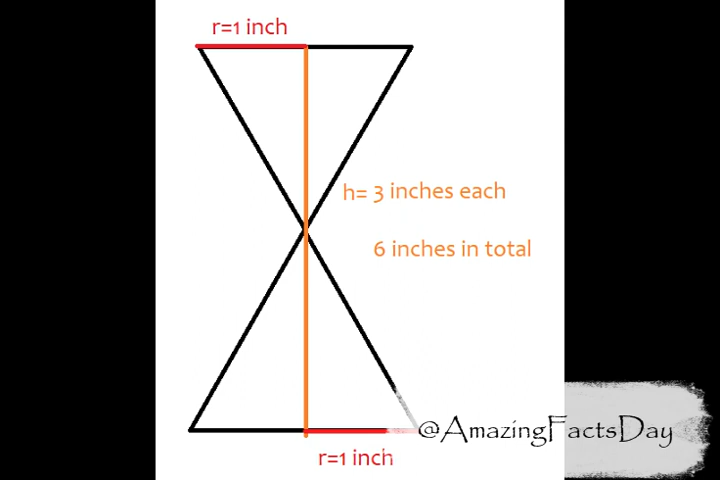 r=1 inch
h= 3 inches each
6 inches in total
@AmazingFactsDay
r=1 inch